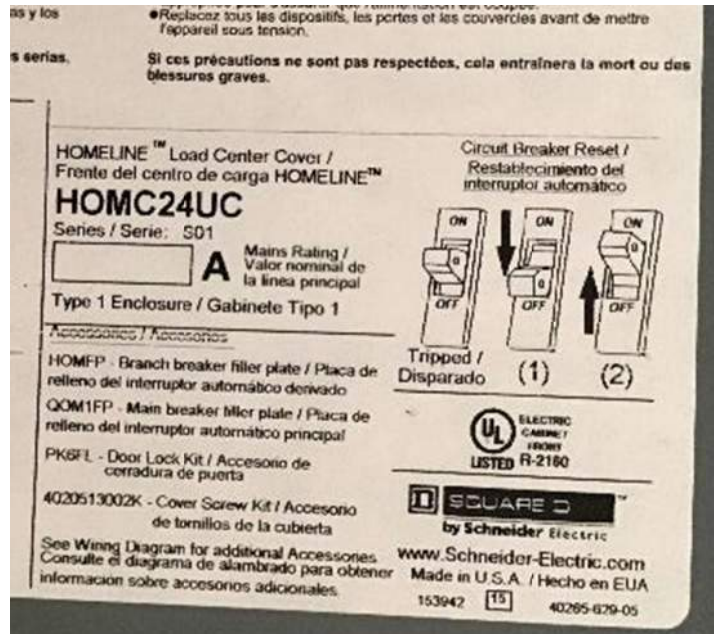 as y los
s serias.
●Replacez tous les dispositifs, les portes et les couvercles avant de mettre
l'appareil sous tension.
Si ces précautions ne sont pas respectées, cela entraînera la mort ou des
blessures graves.
HOMELINE™ Load Center Cover /
Frente del centro de carga HOMELINE™
HOMC24UC
Series / Serie: S01
A
Mains Rating /
Valor nominal de
la línea principal
Type 1 Enclosure / Gabinete Tipo 1
Accessories / Accesorios
HOMFP - Branch breaker filler plate / Placa de
relleno del interruptor automático derivado
QOM1FP - Main breaker filler plate / Placa de
relleno del interruptor automático principal
PK6FL - Door Lock Kit / Accesorio de
cerradura de puerta
4020513002K - Cover Screw Kit / Accesorio
de tornillos de la cubierta
See Wiring Diagram for additional Accessories
Consulte el diagrama de alambrado para obtener
información sobre accesorios adicionales
Circuit Breaker Reset /
Restablecimiento del
interruptor automático
ON
ON
ON
OFF
OFF
OFF
Tripped /
Disparado
(1)
(2)
UL
LISTED
ELECTRIC
CABINET
FRONT
R-2160
D SQUARE D™
by Schneider Electric
www.Schneider-Electric.com
Made in U.S.A. / Hecho en EUA
153942
15
40265-629-05